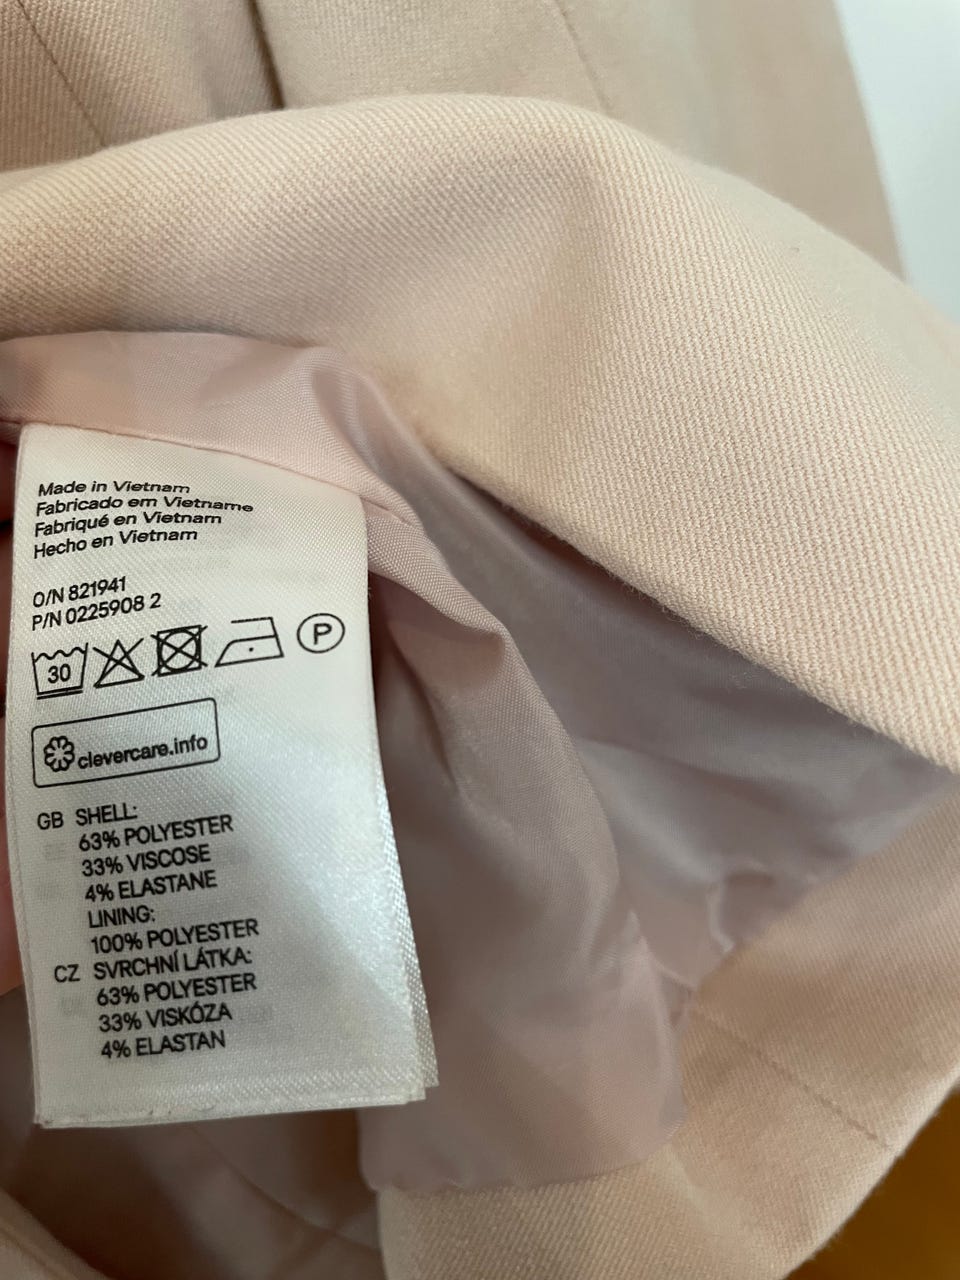 Made in Vietnam
Fabricado em Vietname
Fabriqué en Vietnam
Hecho en Vietnam
O/N 821941
P/N 0225908 2
30
P
clevercare.info
GB SHELL:
63% POLYESTER
33% VISCOSE
4% ELASTANE
LINING:
100% POLYESTER
CZ SVRCHNÍ LÁTKA:
63% POLYESTER
33% VISKÓZA
4% ELASTAN